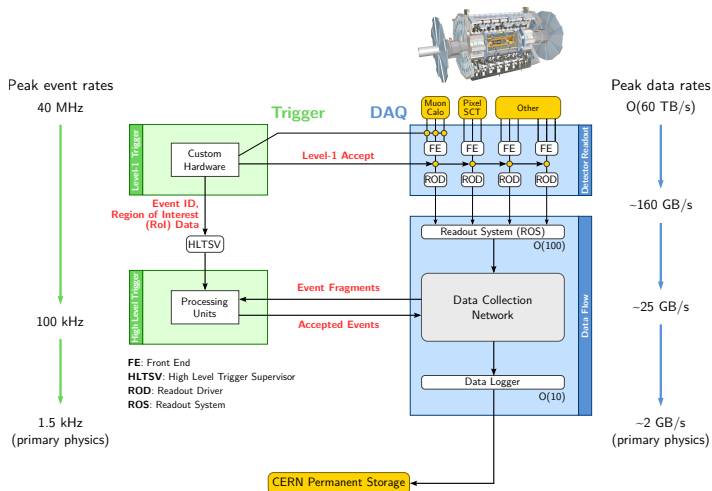 Peak event rates
40 MHz
100 kHz
1.5 kHz
(primary physics)
Trigger
DAQ
Level-1 Trigger
Custom
Hardware
Level-1 Accept
Event ID,
Region of Interest
(RoI) Data
HLTSV
High Level Trigger
Processing
Units
Event Fragments
Accepted Events
FE: Front End
HLTSV: High Level Trigger Supervisor
ROD: Readout Driver
ROS: Readout System
Muon
Calo
Pixel
SCT
Other
FE
FE
FE
FE
ROD
ROD
ROD
ROD
Detector Readout
Readout System (ROS)
O(100)
Data Collection
Network
Data Flow
Data Logger
O(10)
CERN Permanent Storage
Peak data rates
O(60 TB/s)
~160 GB/s
~25 GB/s
~2 GB/s
(primary physics)